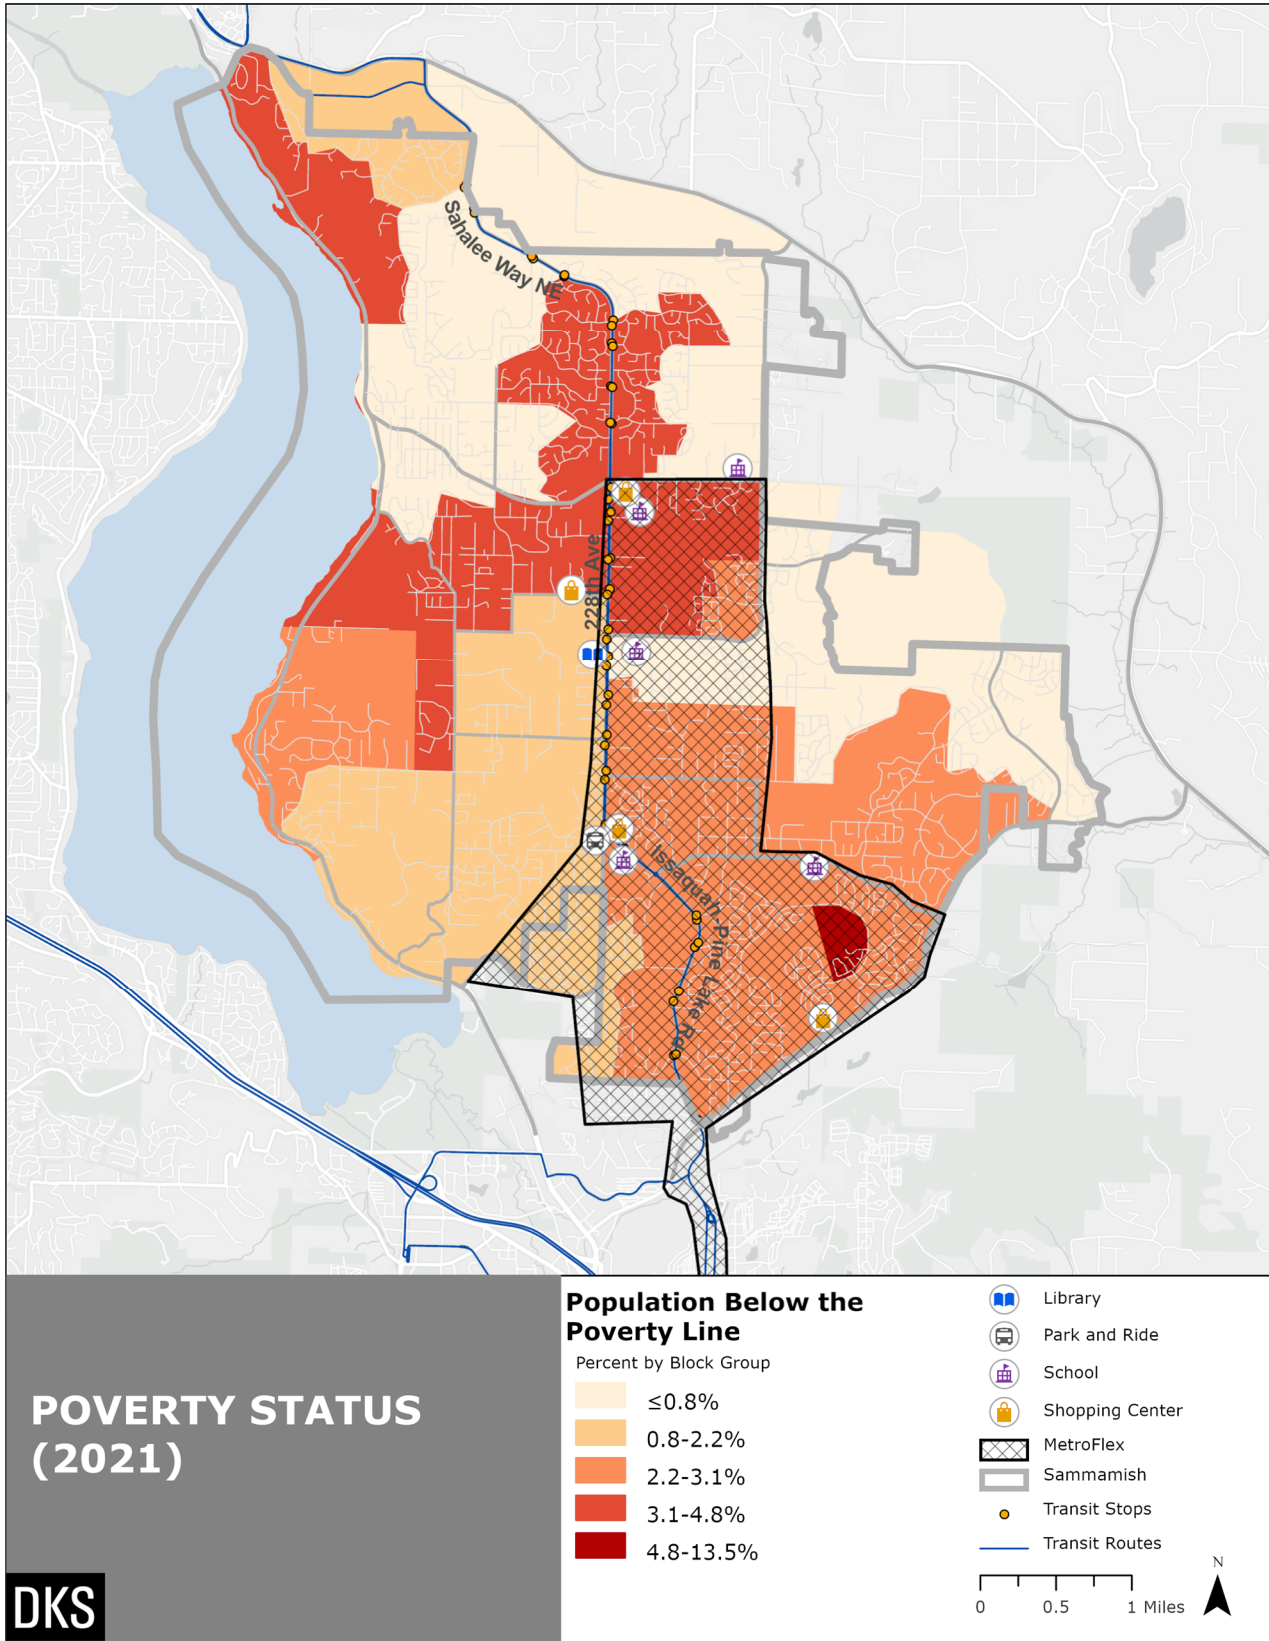 Sahalee Way NE
228th Ave
Issaquah-Pine Lake Rd
POVERTY STATUS
(2021)
DKS
Population Below the
Poverty Line
Percent by Block Group
≤0.8%
0.8-2.2%
2.2-3.1%
3.1-4.8%
4.8-13.5%
Library
Park and Ride
School
Shopping Center
MetroFlex
Sammamish
Transit Stops
Transit Routes
N
0 0.5 1 Miles